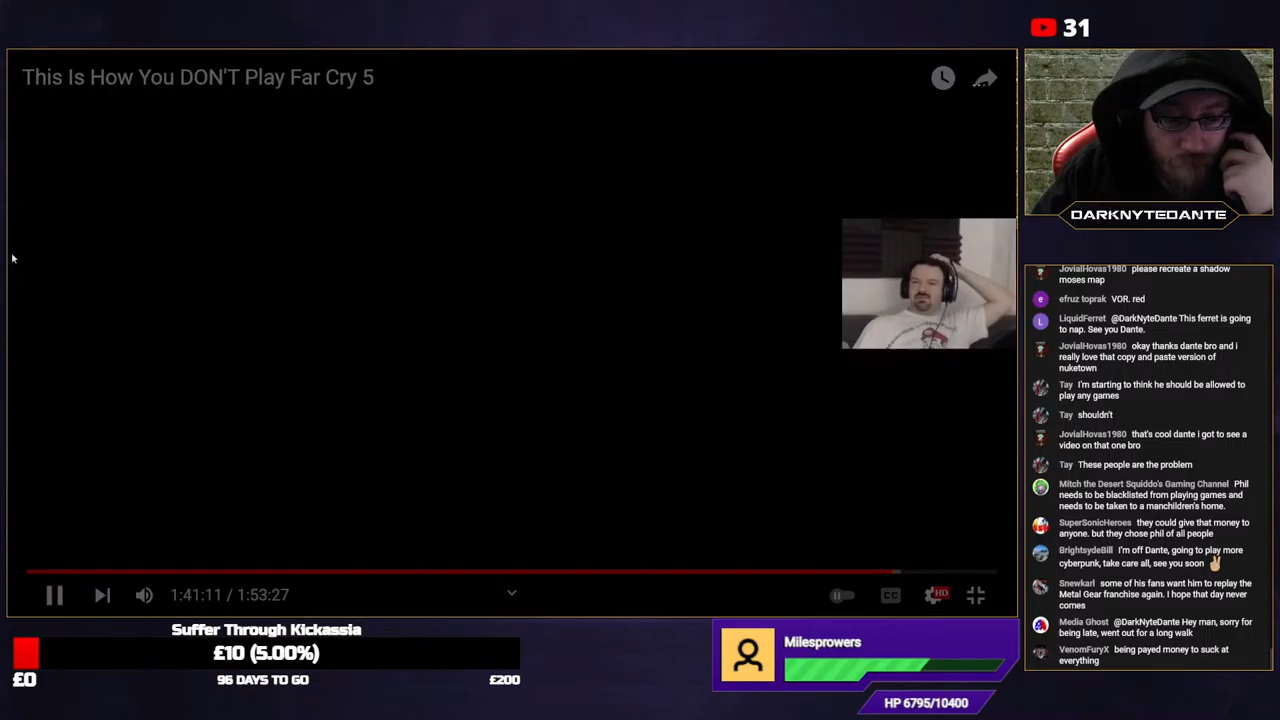 31
This Is How You DON'T Play Far Cry 5
DARKNYTEDANTE
JovialHovas1980 please recreate a shadow
moses map
efruz toprak VOR. red
LiquidFerret @DarkNyteDante This ferret is going
to nap. See you Dante.
JovialHovas1980 okay thanks dante bro and i
really love that copy and paste version of
nuketown
Tay I'm starting to think he should be allowed to
play any games
Tay shouldn't
JovialHovas1980 that's cool dante i got to see a
video on that one bro
Tay These people are the problem
Mitch the Desert Squiddo's Gaming Channel Phil
needs to be blacklisted from playing games and
needs to be taken to a manchildren's home.
SuperSonicHeroes they could give that money to
anyone. but they chose phil of all people
BrightsydeBill I'm off Dante, going to play more
cyberpunk, take care all, see you soon ✌🏼
Snewkarl some of his fans want him to replay the
Metal Gear franchise again. I hope that day never
comes
Media Ghost @DarkNyteDante Hey man, sorry for
being late, went out for a long walk
VenomFuryX being payed money to suck at
everything
1:41:11 / 1:53:27
CC
HD
Suffer Through Kickassia
£10 (5.00%)
£0
96 DAYS TO GO
£200
Milesprowers
HP 6795/10400